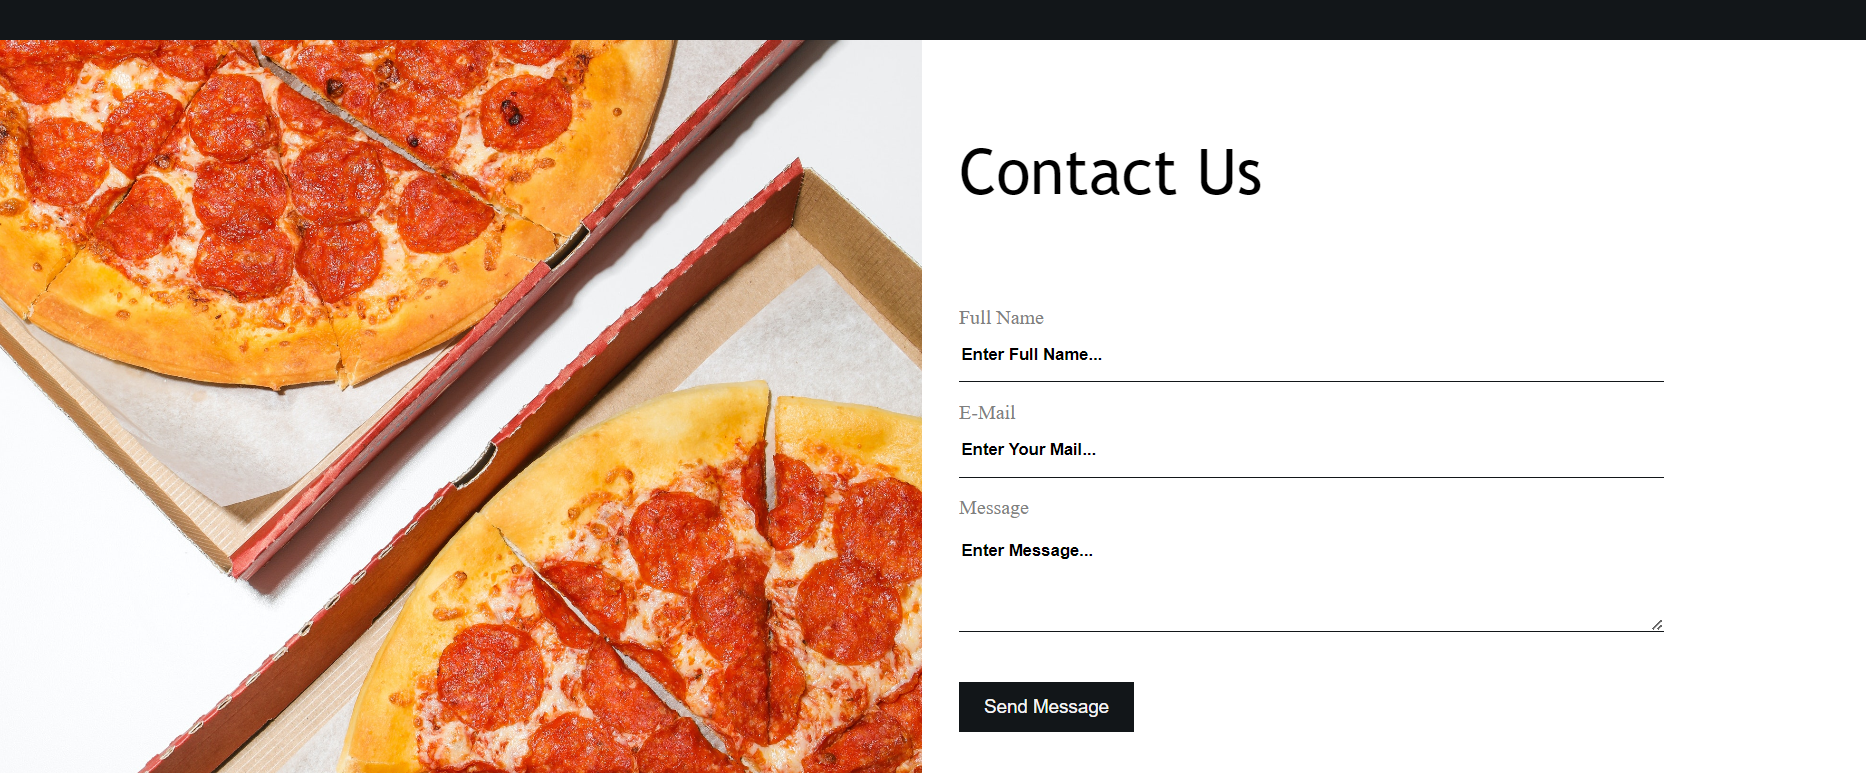 Contact Us
Full Name
Enter Full Name...
E-Mail
Enter Your Mail...
Message
Enter Message...
Send Message